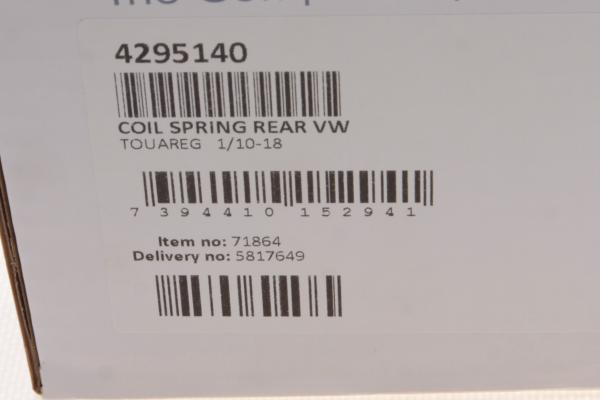 4295140
COIL SPRING REAR VW
TOUAREG 1/10-18
7 394410 152941
Item no: 71864
Delivery no: 5817649